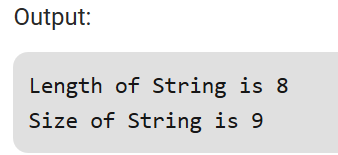 Output:
Length of String is 8
Size of String is 9